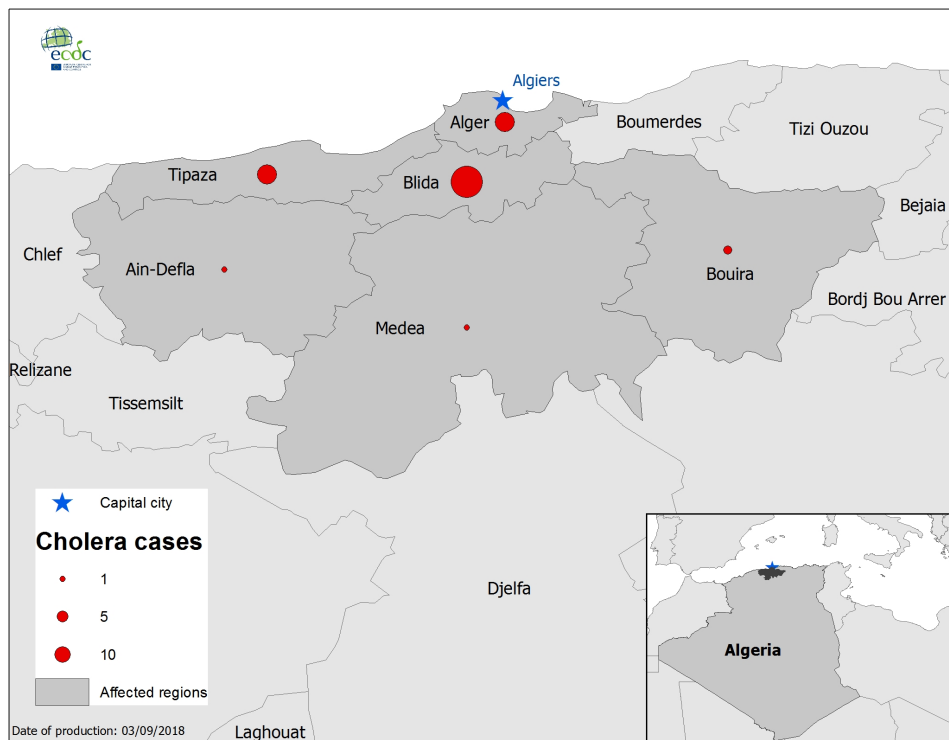 ecdc
Algiers
Alger
Boumerdes
Tizi Ouzou
Tipaza
Blida
Bejaia
Chlef
Ain-Defla
Bouira
Bordj Bou Arrer
Medea
Relizane
Tissemsilt
Djelfa
Laghouat
Capital city
Cholera cases
1
5
10
Affected regions
Date of production: 03/09/2018
Algeria